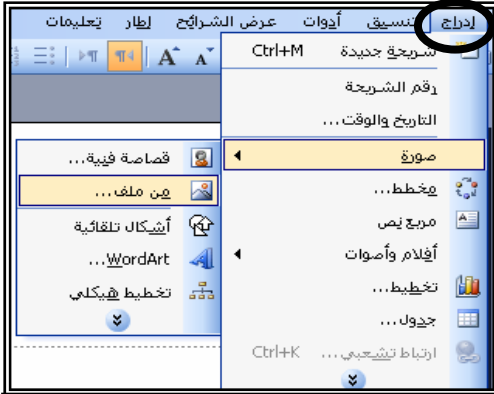 إدراج تنسيق أدوات عرض الشرائح إطار تعليمات
شريحة جديدة Ctrl+M
رقم الشريحة
التاريخ والوقت...
صورة
مخطط...
مربع نص
أفلام وأصوات
تخطيط...
جدول...
ارتباط تشعبي... Ctrl+K
قصاصة فنية...
من ملف...
أشكال تلقائية
WordArt...
تخطيط هيكلي